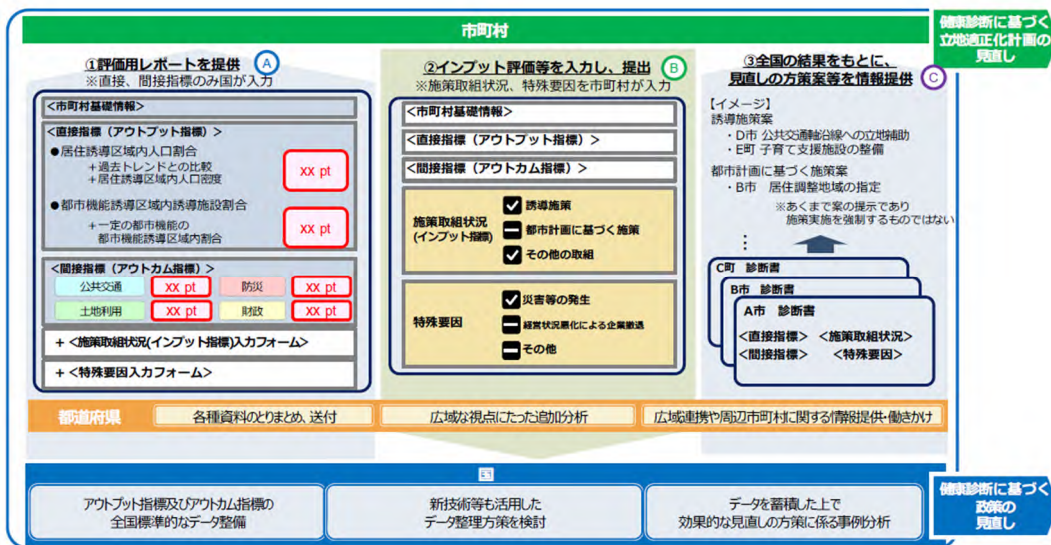 市町村
健康診断に基づく
立地適正化計画の
見直し
①評価用レポートを提供 A
※直接、間接指標のみ国が入力
<市町村基礎情報>
<直接指標（アウトプット指標）>
●居住誘導区域内人口割合
+過去トレンドとの比較
+居住誘導区域内人口密度
xx pt
●都市機能誘導区域内誘導施設割合
+一定の都市機能の
都市機能誘導区域内割合
xx pt
<間接指標（アウトカム指標）>
公共交通 xx pt 防災 xx pt
土地利用 xx pt 財政 xx pt
+ <施策取組状況(インプット指標)入力フォーム>
+ <特殊要因入力フォーム>
②インプット評価等を入力し、提出 B
※施策取組状況、特殊要因を市町村が入力
<市町村基礎情報>
<直接指標（アウトプット指標）>
<間接指標（アウトカム指標）>
施策取組状況
(インプット指標)
誘導施策
都市計画に基づく施策
その他の取組
特殊要因
災害等の発生
経営状況悪化による企業撤退
その他
③全国の結果をもとに、
見直しの方策案等を情報提供 C
【イメージ】
誘導施策案
・D市 公共交通軸沿線への立地補助
・E町 子育て支援施設の整備
都市計画に基づく施策案
・B市 居住調整地域の指定
※あくまで案の提示であり
施策実施を強制するものではない
⋮
C町 診断書
B市 診断書
A市 診断書
<直接指標> <施策取組状況>
<間接指標> <特殊要因>
都道府県
各種資料のとりまとめ、送付
広域な視点にたった追加分析
広域連携や周辺市町村に関する情報提供・働きかけ
国
アウトプット指標及びアウトカム指標の
全国標準的なデータ整備
新技術等も活用した
データ整理方策を検討
データを蓄積した上で
効果的な見直しの方策に係る事例分析
健康診断に基づく
政策の
見直し